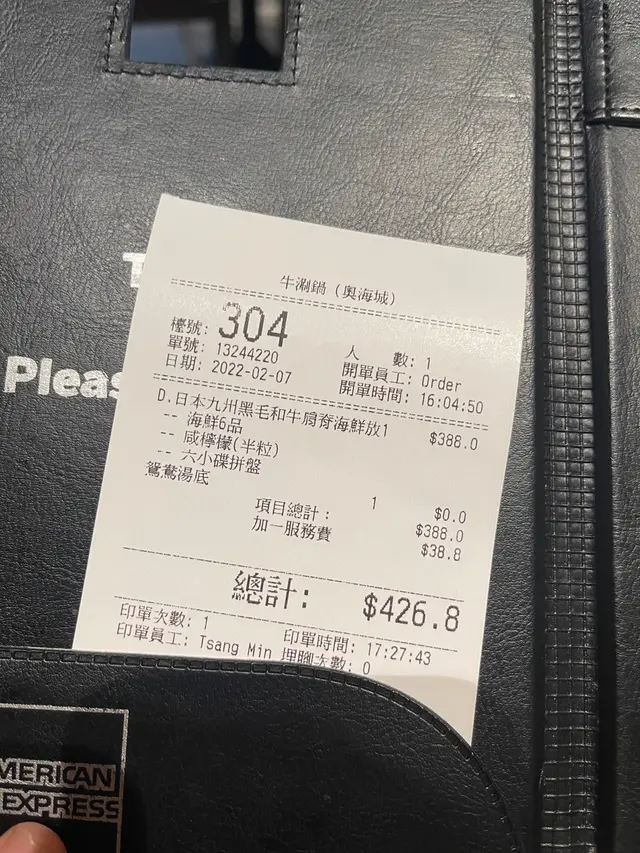 牛涮鍋 (奧海城)
檯號: 304
單號: 13244220
人 數: 1
日期: 2022-02-07
開單員工: Order
開單時間: 16:04:50
D.日本九州黑毛和牛肩脊海鮮放1 $388.0
-- 海鮮6品
-- 咸檸檬(半粒)
-- 六小碟拼盤
鴛鴦湯底 1 $0.0
項目總計: $388.0
加一服務費 $38.8
總計: $426.8
印單次數: 1
印單時間: 17:27:43
印單員工: Tsang Min
埋腳次數: 0
Pleas
AMERICAN
EXPRESS